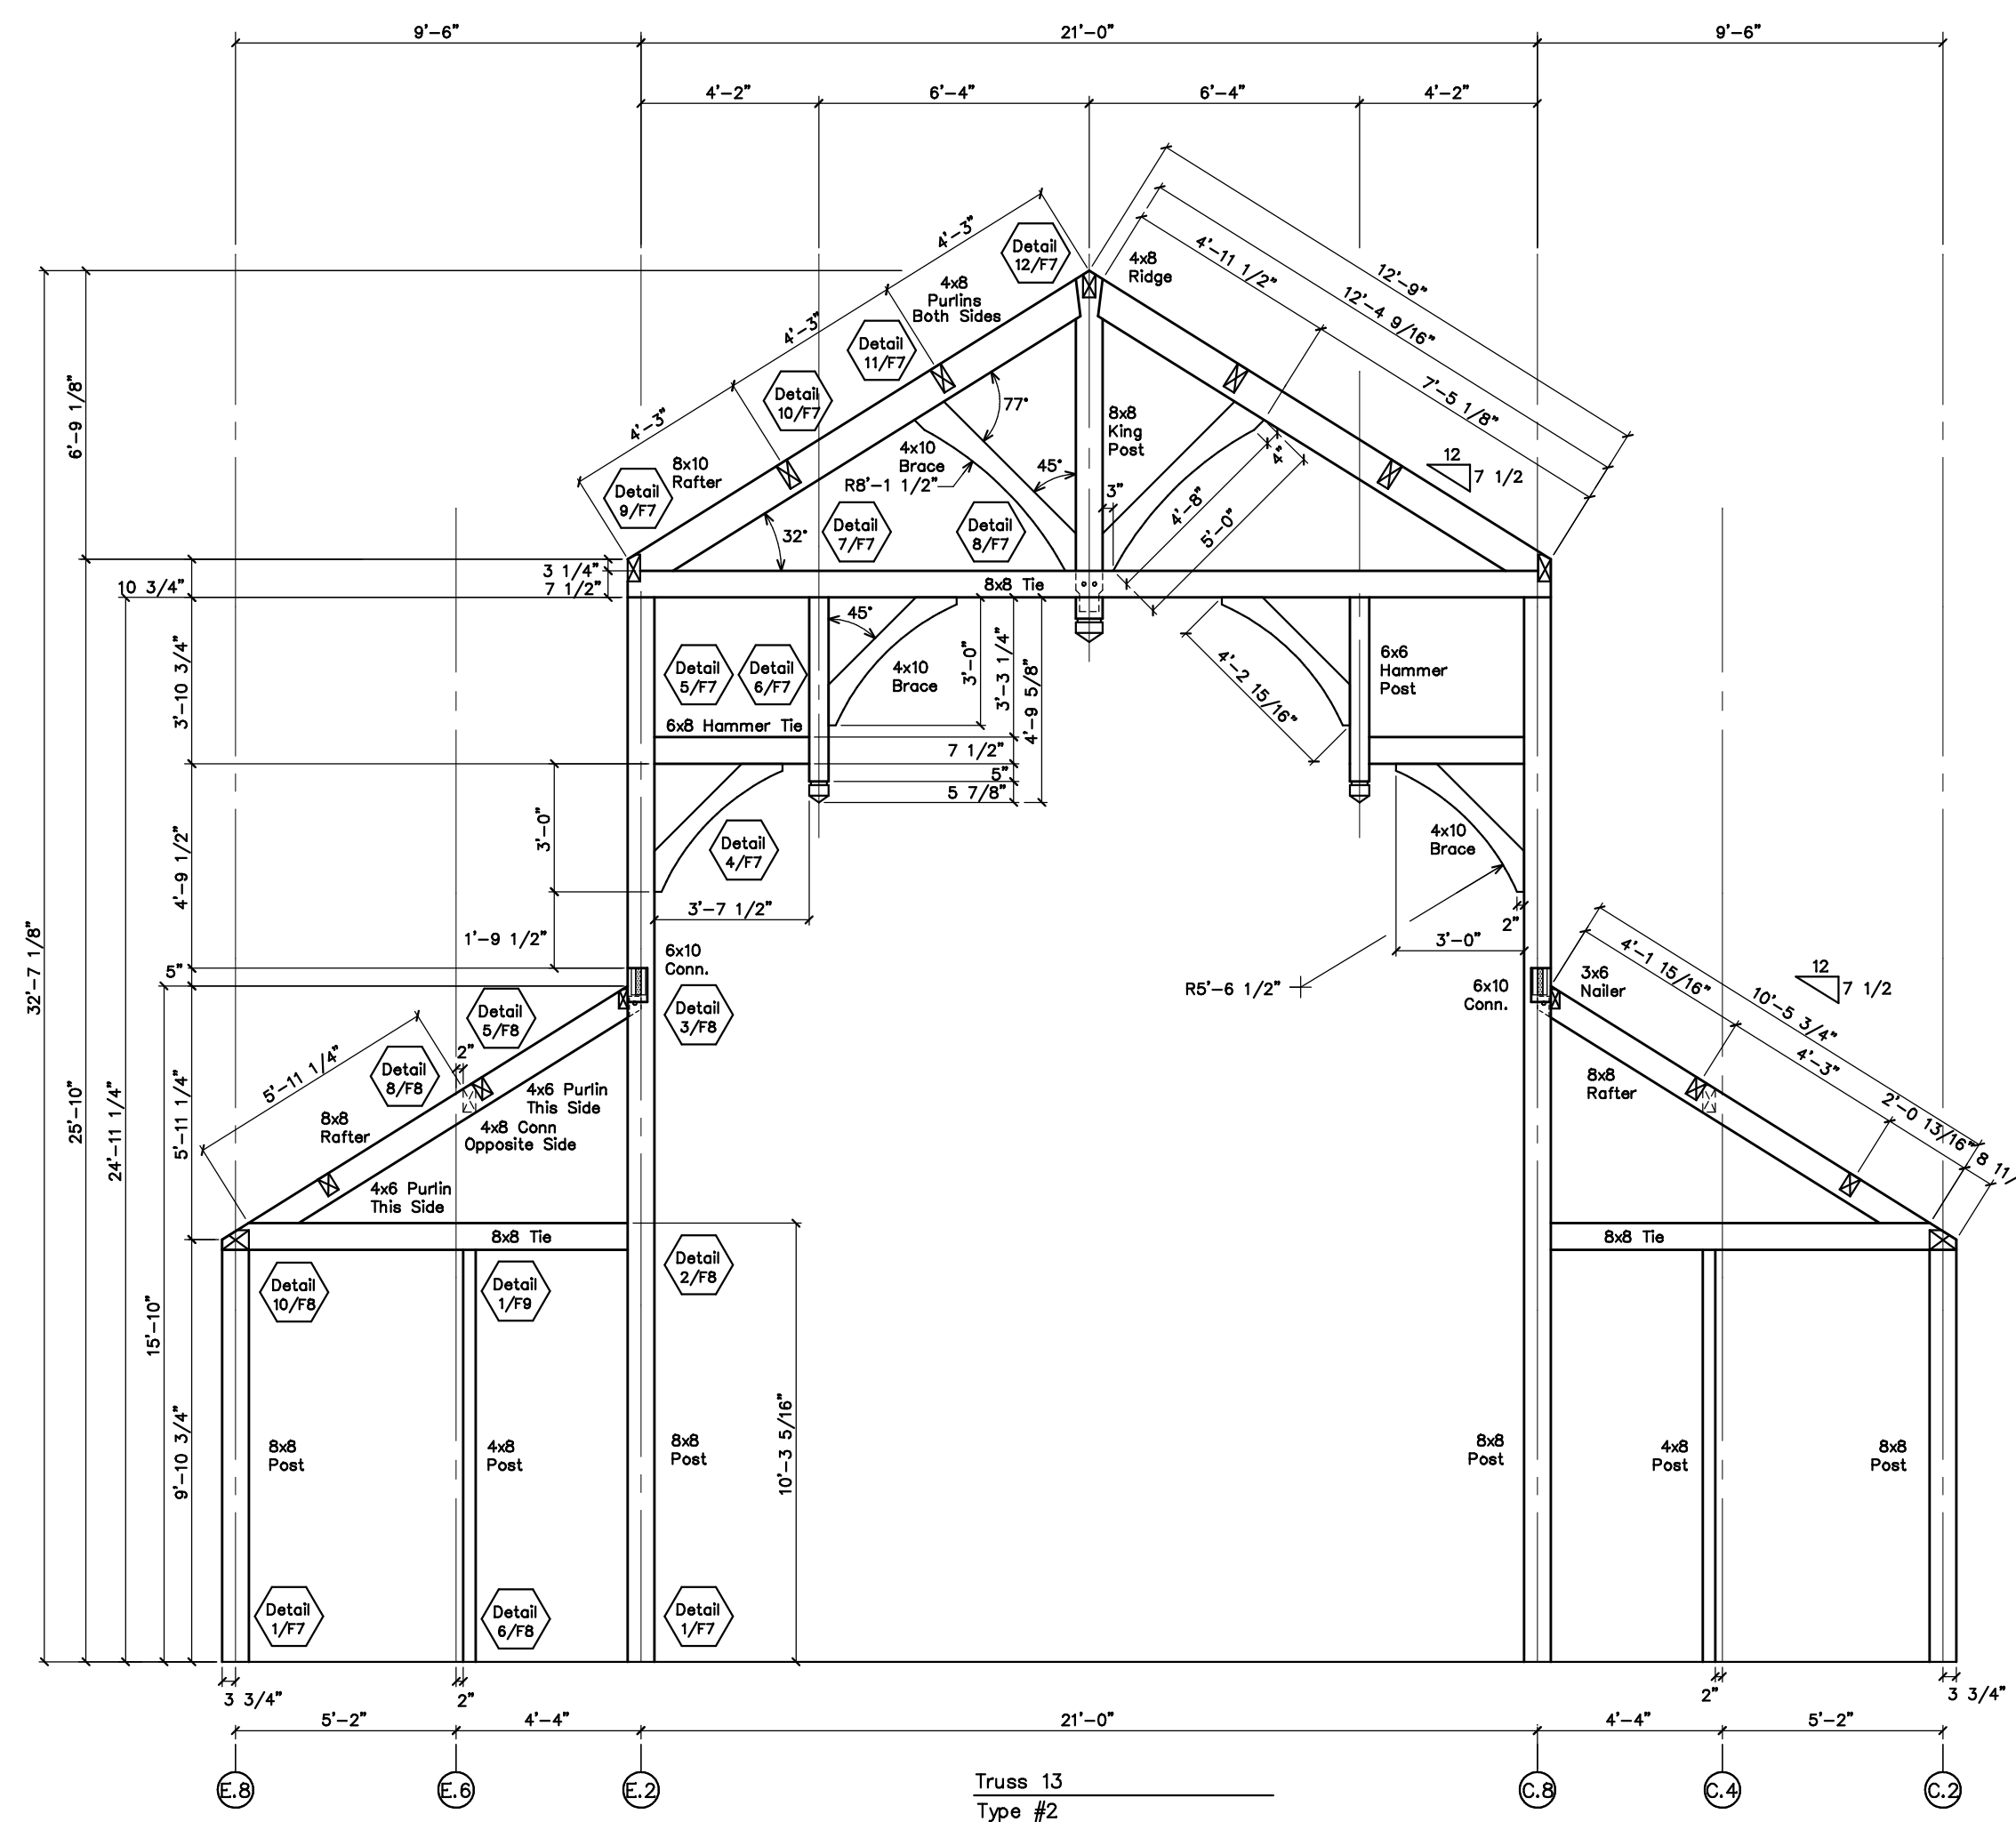 9'-6"
21'-0"
9'-6"
4'-2"
6'-4"
6'-4"
4'-2"
4'-3"
Detail
12/F7
4x8
Ridge
4'-11 1/2"
12'-9"
12'-4 9/16"
7'-5 1/8"
4x8
Purlins
Both Sides
4'-3"
Detail
11/F7
Detail
10/F7
4'-3"
8x10
Rafter
Detail
9/F7
77°
4x10
Brace
R8'-1 1/2"
45°
8x8
King
Post
3"
4"
4'-8"
5'-0"
12
7 1/2
32°
Detail
7/F7
Detail
8/F7
6'-9 1/8"
3 1/4"
7 1/2"
10 3/4"
8x8 Tie
45°
Detail
5/F7
Detail
6/F7
4x10
Brace
3'-0"
3'-3 1/4"
4'-9 5/8"
4'-2 15/16"
6x6
Hammer
Post
3'-10 3/4"
6x8 Hammer Tie
7 1/2"
5"
5 7/8"
3'-0"
Detail
4/F7
4x10
Brace
4'-9 1/2"
3'-7 1/2"
1'-9 1/2"
2"
3'-0"
R5'-6 1/2"
32'-7 1/8"
5"
6x10
Conn.
Detail
3/F8
6x10
Conn.
3x6
Nailer
4'-1 15/16"
10'-5 3/4"
4'-3"
2'-0 13/16"
8 11/
12
7 1/2
Detail
5/F8
Detail
8/F8
2"
5'-11 1/4"
4x6 Purlin
This Side
4x8 Conn
Opposite Side
8x8
Rafter
8x8
Rafter
25'-10"
24'-11 1/4"
5'-11 1/4"
4x6 Purlin
This Side
8x8 Tie
8x8 Tie
Detail
10/F8
Detail
1/F9
Detail
2/F8
15'-10"
9'-10 3/4"
10'-3 5/16"
8x8
Post
4x8
Post
8x8
Post
8x8
Post
4x8
Post
8x8
Post
Detail
1/F7
Detail
6/F8
Detail
1/F7
3 3/4"
2"
2"
3 3/4"
5'-2"
4'-4"
21'-0"
4'-4"
5'-2"
E.8
E.6
E.2
C.8
C.4
C.2
Truss 13
Type #2